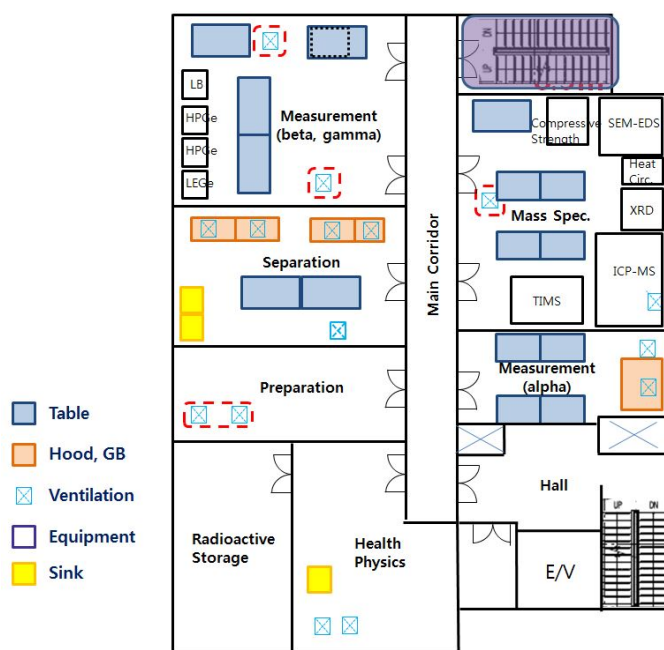 DN
UP
LB
Measurement
(beta, gamma)
HPGe
HPGe
LEGe
Compressive
Strength
SEM-EDS
Heat
Circ.
XRD
Mass Spec.
ICP-MS
TIMS
Separation
Main Corridor
Preparation
Measurement
(alpha)
Table
Hood, GB
Ventilation
Equipment
Sink
Radioactive
Storage
Health
Physics
Hall
UP
DN
E/V